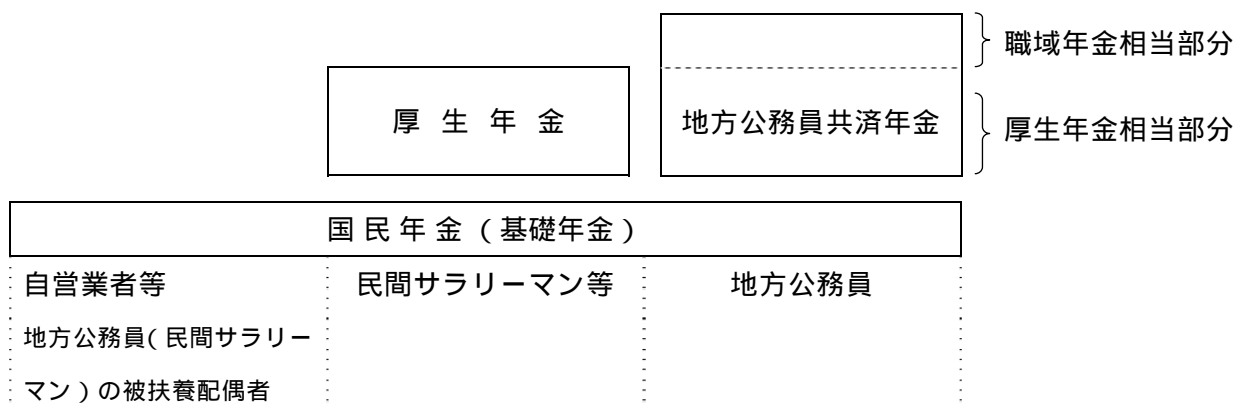 職域年金相当部分
厚 生 年 金
地方公務員共済年金
厚生年金相当部分
国 民 年 金 ( 基礎年金 )
自営業者等
民間サラリーマン等
地方公務員
地方公務員( 民間サラリー
マン ) の被扶養配偶者